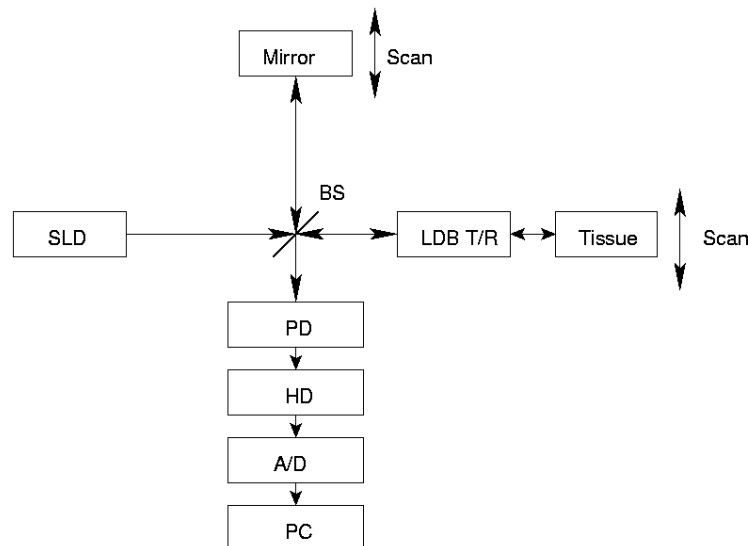 Mirror
Scan
BS
SLD
LDB T/R
Tissue
Scan
PD
HD
A/D
PC